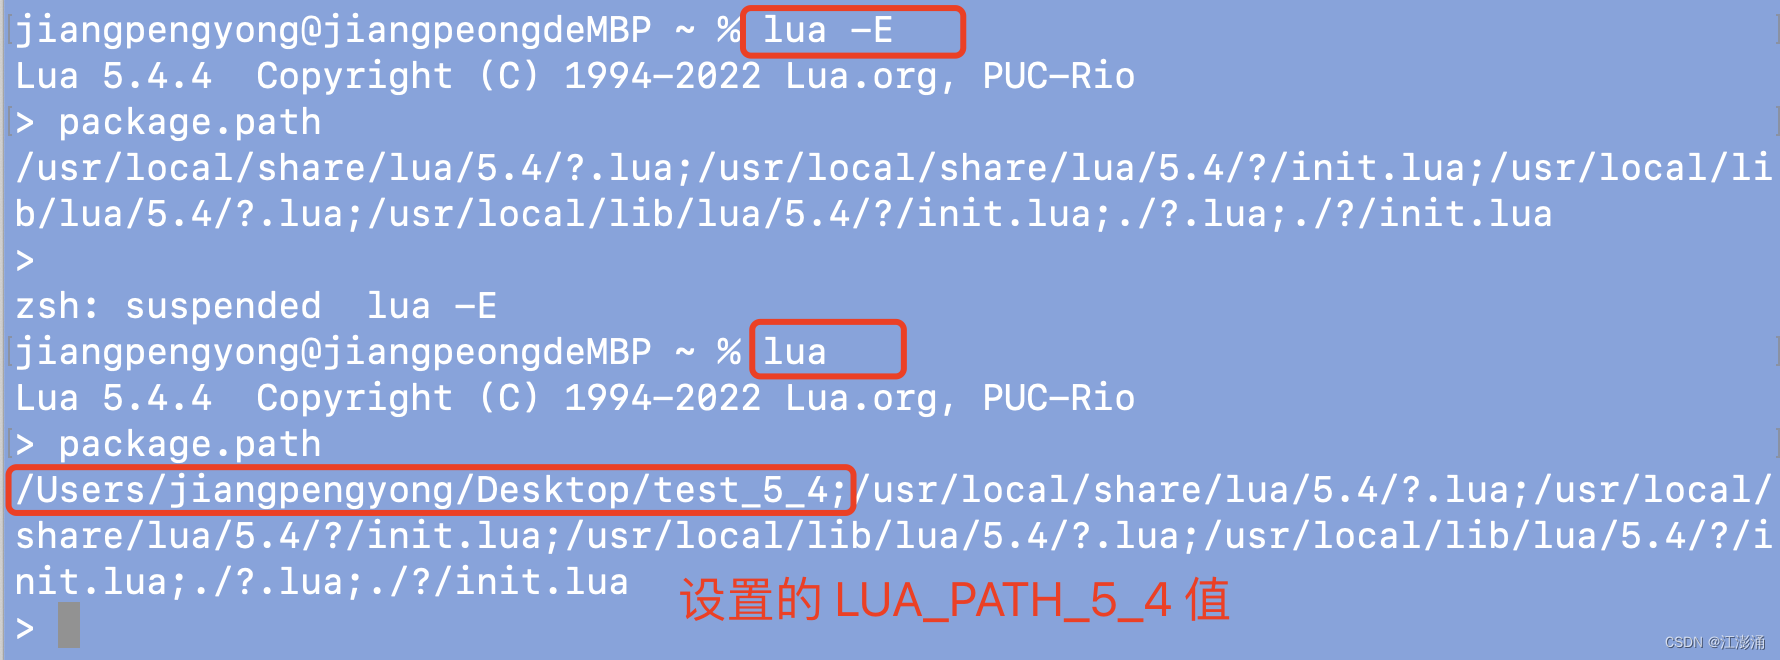 jiangpengyong@jiangpeongdeMBP ~ % lua -E
Lua 5.4.4  Copyright (C) 1994-2022 Lua.org, PUC-Rio
> package.path
/usr/local/share/lua/5.4/?.lua;/usr/local/share/lua/5.4/?/init.lua;/usr/local/li
b/lua/5.4/?.lua;/usr/local/lib/lua/5.4/?/init.lua;./?.lua;./?/init.lua
>
zsh: suspended  lua -E
jiangpengyong@jiangpeongdeMBP ~ % lua
Lua 5.4.4  Copyright (C) 1994-2022 Lua.org, PUC-Rio
> package.path
/Users/jiangpengyong/Desktop/test_5_4;/usr/local/share/lua/5.4/?.lua;/usr/local/
share/lua/5.4/?/init.lua;/usr/local/lib/lua/5.4/?.lua;/usr/local/lib/lua/5.4/?/i
nit.lua;./?.lua;./?/init.lua
设置的 LUA_PATH_5_4 值
>
CSDN @江澎涌